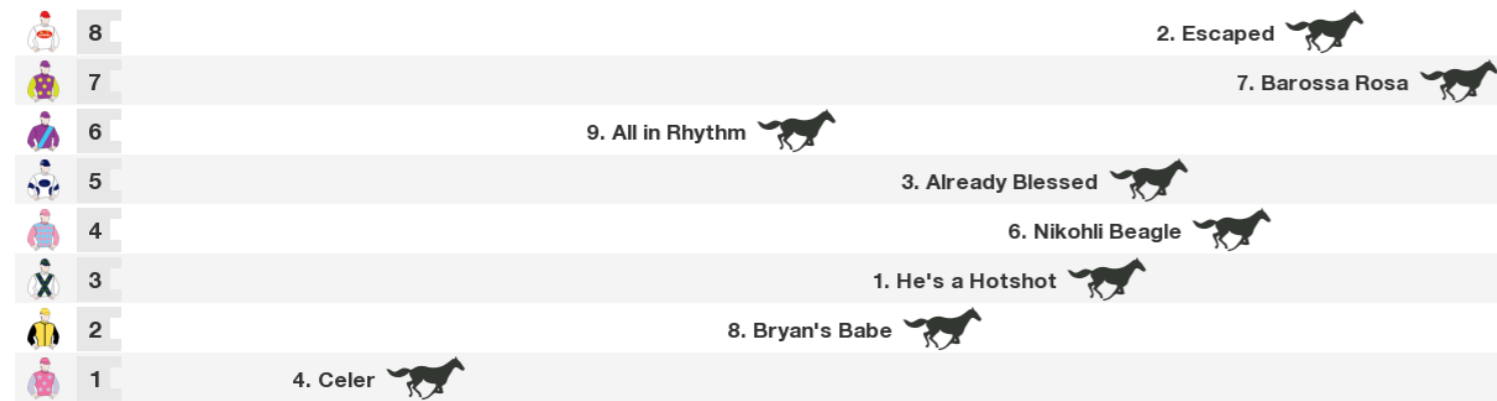 8 2. Escaped
7 7. Barossa Rosa
6 9. All in Rhythm
5 3. Already Blessed
4 6. Nikohli Beagle
3 1. He's a Hotshot
2 8. Bryan's Babe
1 4. Celer